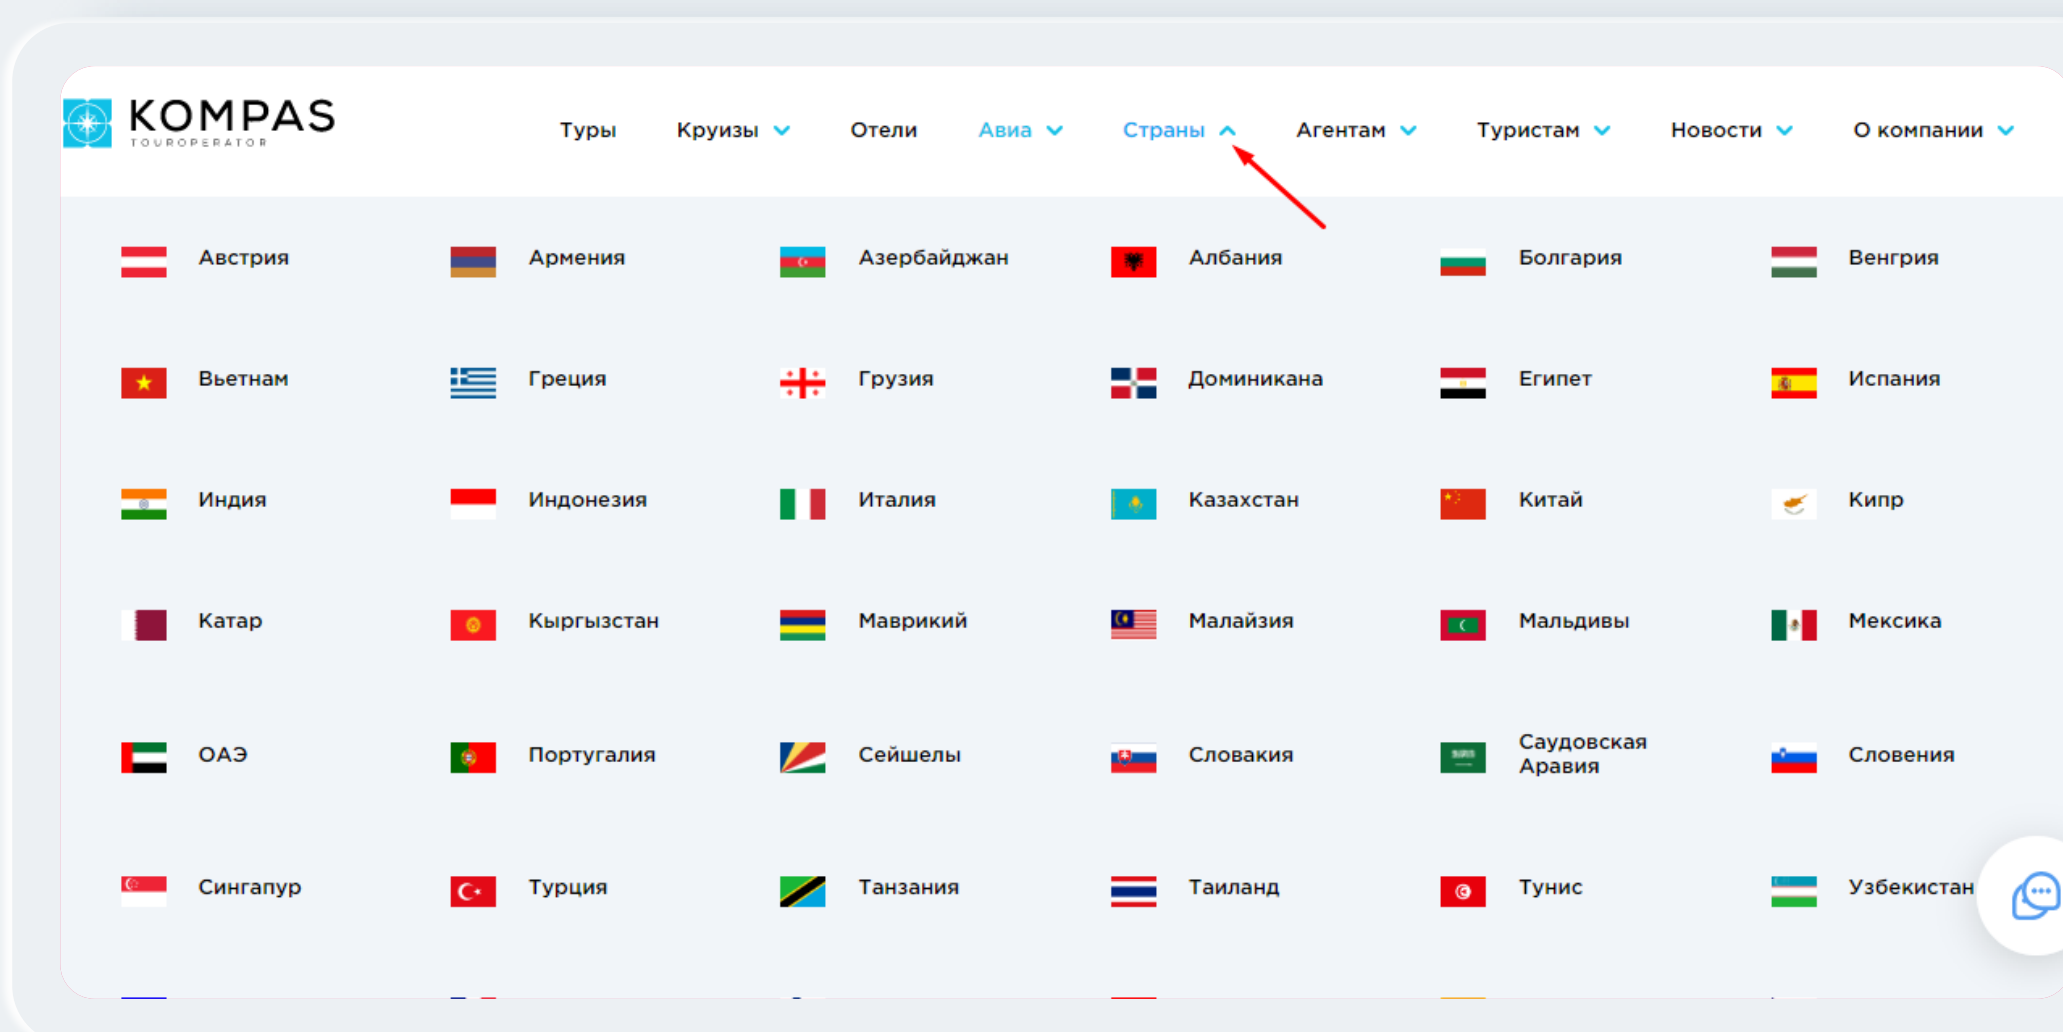 KOMPAS
TOUROPERATOR
Туры Круизы Отели Авиа Страны Агентам Туристам Новости О компании
Австрия Армения Азербайджан Албания Болгария Венгрия
Вьетнам Греция Грузия Доминикана Египет Испания
Индия Индонезия Италия Казахстан Китай Кипр
Катар Кыргызстан Маврикий Малайзия Мальдивы Мексика
ОАЭ Португалия Сейшелы Словакия Саудовская Аравия Словения
Сингапур Турция Танзания Таиланд Тунис Узбекистан